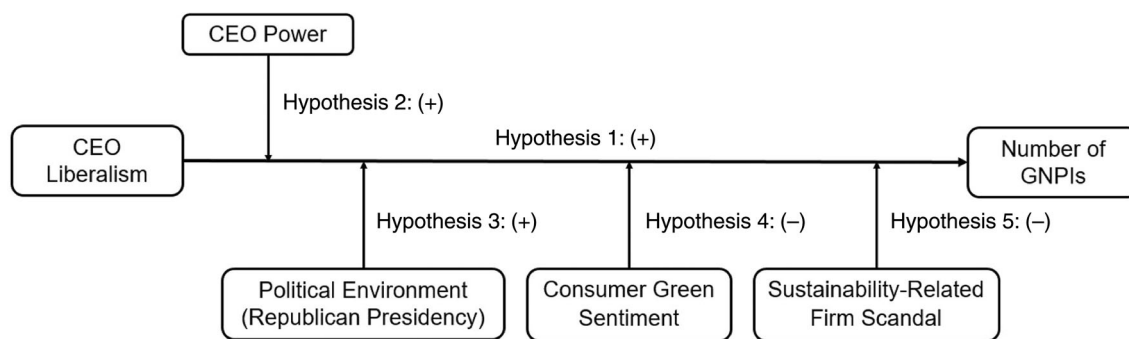 CEO Power
Hypothesis 2: (+)
CEO
Liberalism
Hypothesis 1: (+)
Number of
GNPIs
Hypothesis 3: (+)
Hypothesis 4: (–)
Hypothesis 5: (–)
Political Environment
(Republican Presidency)
Consumer Green
Sentiment
Sustainability-Related
Firm Scandal